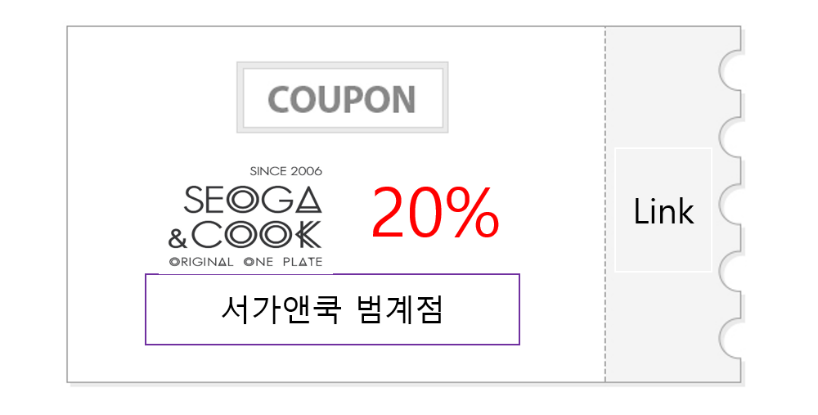 COUPON
SINCE 2006
SEOGA
&COOK
ORIGINAL ONE PLATE
20%
서가앤쿡 범계점
Link